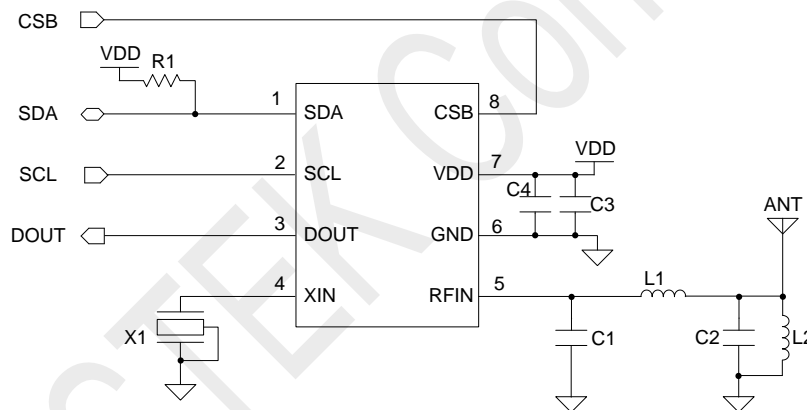 CSB
VDD
R1
SDA
1
SDA
CSB
8
SCL
2
SCL
VDD
7
VDD
C4
C3
DOUT
3
DOUT
GND
6
ANT
4
XIN
RFIN
5
L1
X1
C1
C2
L2